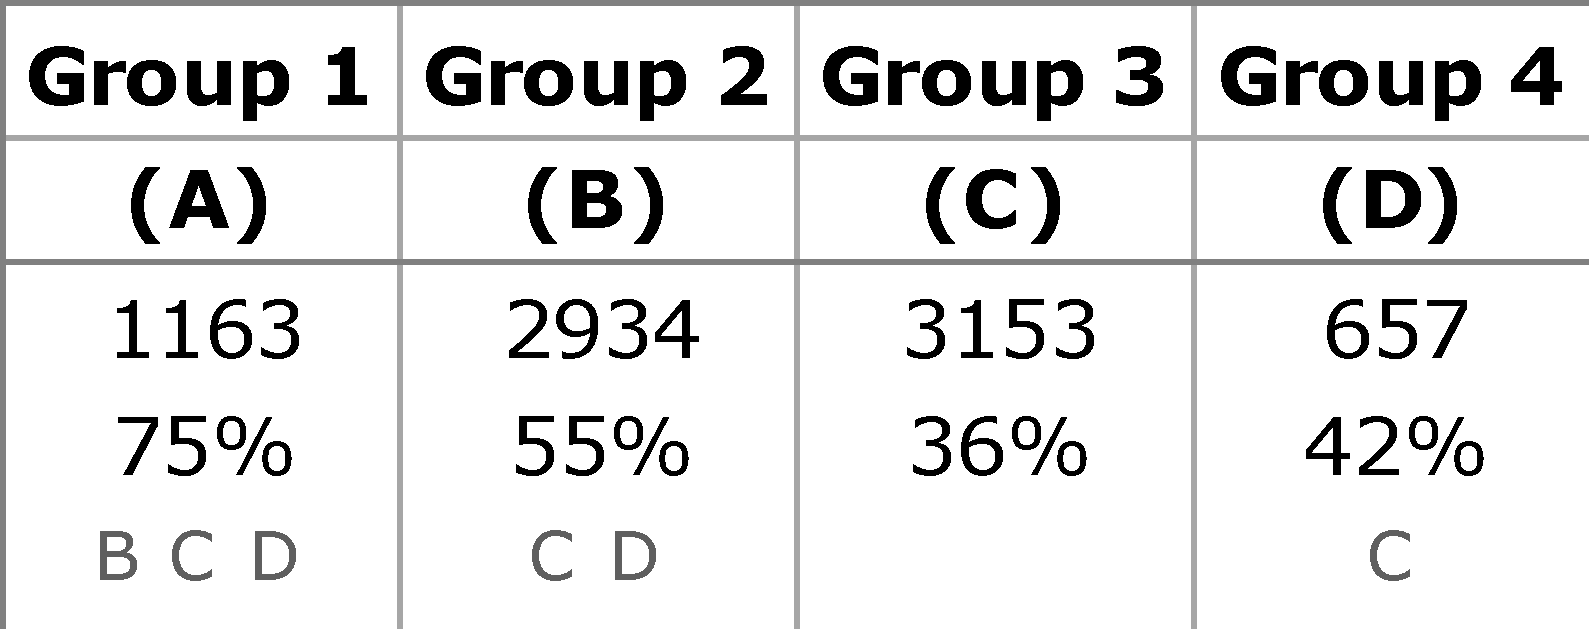 Group 1 Group 2 Group 3 Group 4
(A) (B) (C) (D)
1163 2934 3153 657
75% 55% 36% 42%
B C D C D C